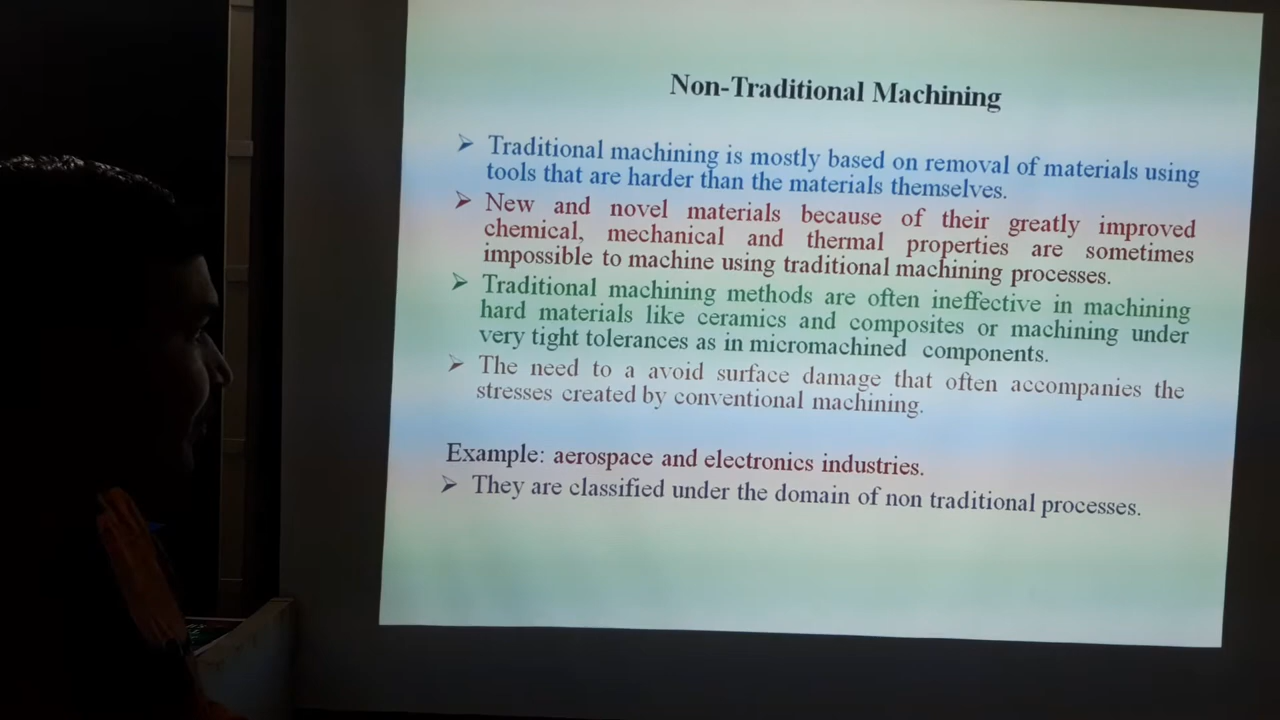 Non-Traditional Machining
➢ Traditional machining is mostly based on removal of materials using
tools that are harder than the materials themselves.
➢ New and novel materials because of their greatly improved
chemical, mechanical and thermal properties are sometimes
impossible to machine using traditional machining processes.
➢ Traditional machining methods are often ineffective in machining
hard materials like ceramics and composites or machining under
very tight tolerances as in micromachined components.
➢ The need to a avoid surface damage that often accompanies the
stresses created by conventional machining.
Example: aerospace and electronics industries.
➢ They are classified under the domain of non traditional processes.